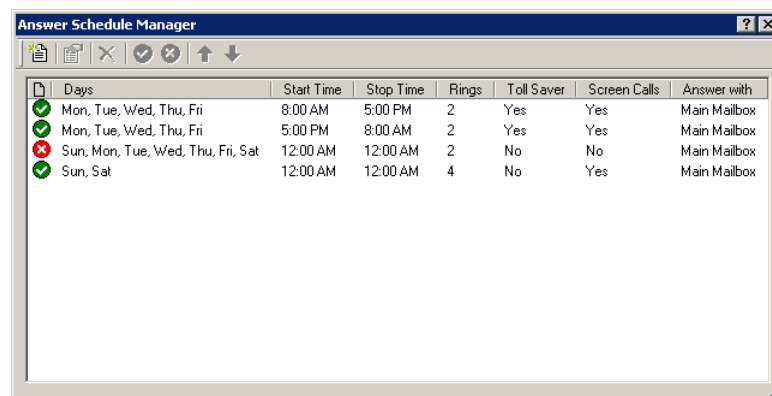 Answer Schedule Manager
Days Start Time Stop Time Rings Toll Saver Screen Calls Answer with
Mon, Tue, Wed, Thu, Fri 8:00 AM 5:00 PM 2 Yes Yes Main Mailbox
Mon, Tue, Wed, Thu, Fri 5:00 PM 8:00 AM 2 Yes Yes Main Mailbox
Sun, Mon, Tue, Wed, Thu, Fri, Sat 12:00 AM 12:00 AM 2 No No Main Mailbox
Sun, Sat 12:00 AM 12:00 AM 4 No Yes Main Mailbox